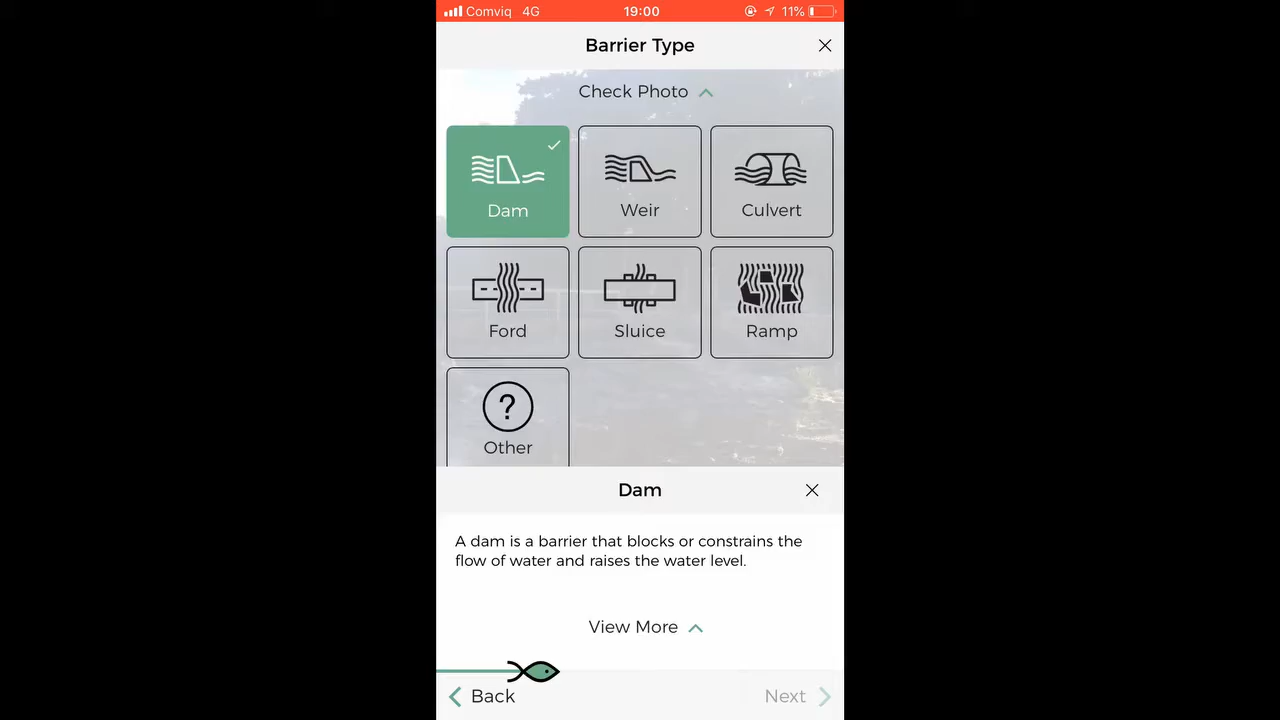 Comviq 4G 19:00 11%
Barrier Type
Check Photo
Dam Weir Culvert
Ford Sluice Ramp
?
Other
Dam
A dam is a barrier that blocks or constrains the
flow of water and raises the water level.
View More
Back Next